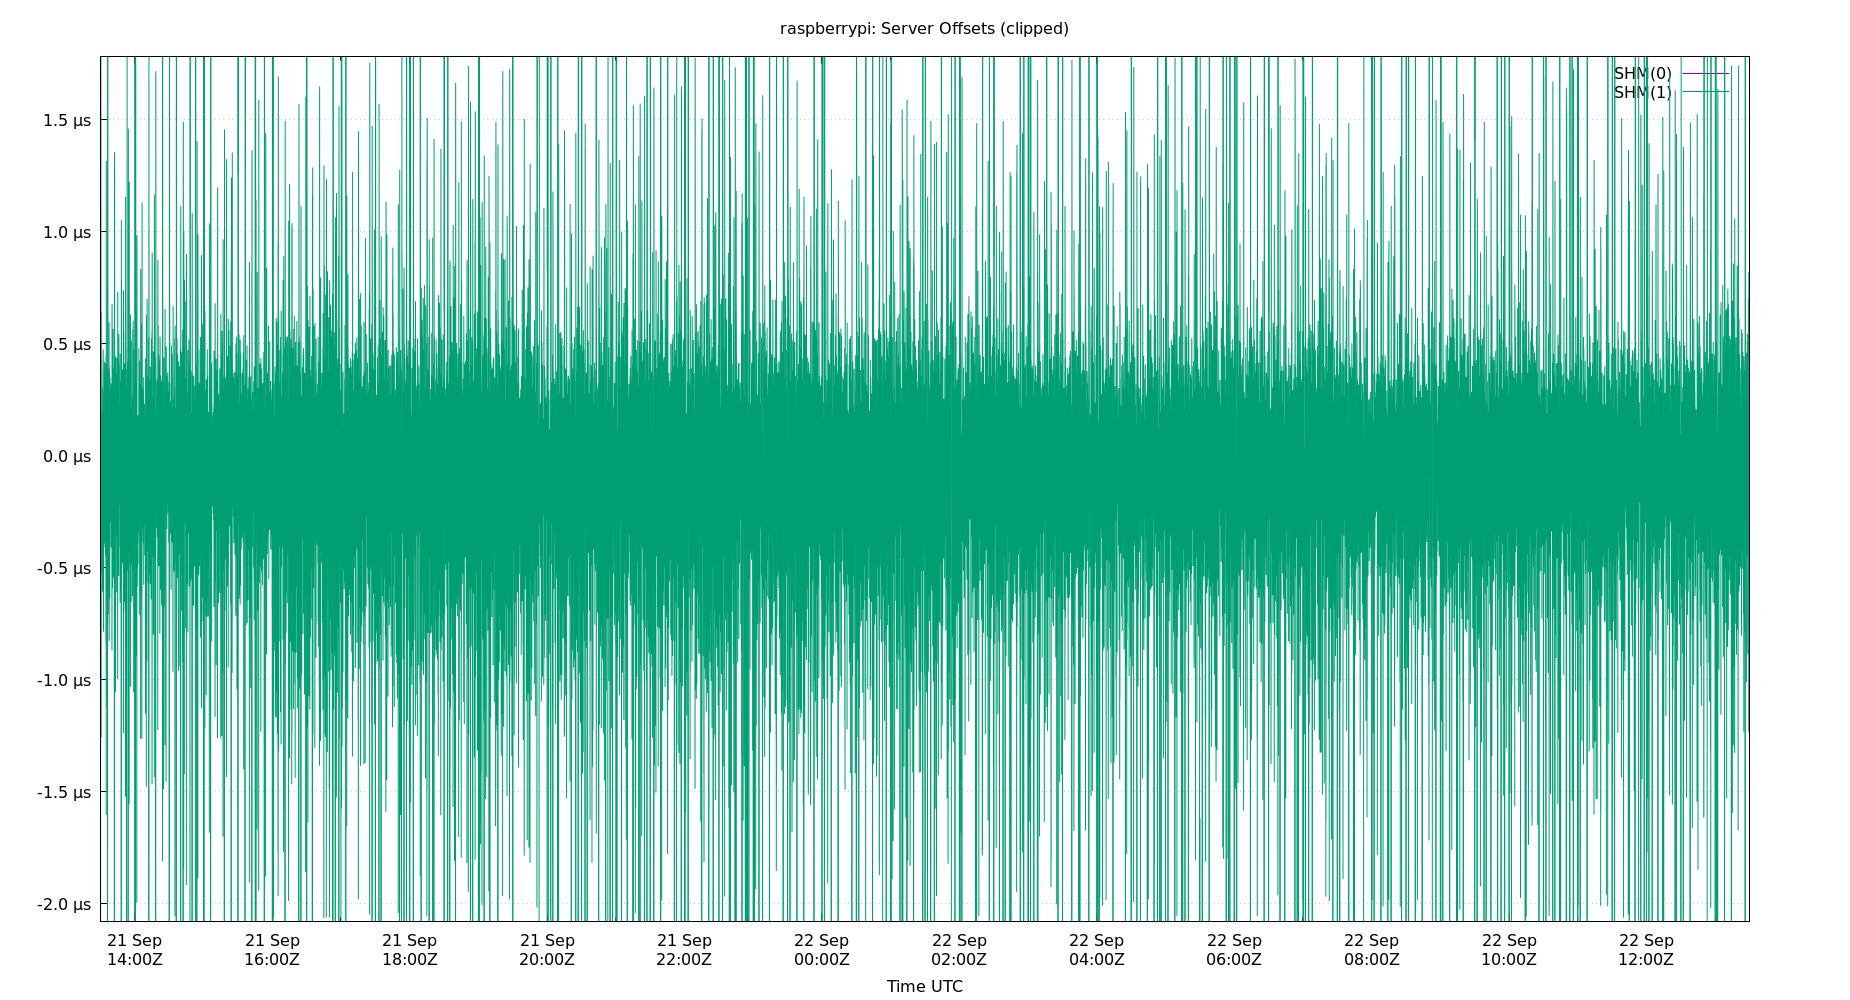 raspberrypi: Server Offsets (clipped)
SHM(0)
SHM(1)
1.5 µs
1.0 µs
0.5 µs
0.0 µs
-0.5 µs
-1.0 µs
-1.5 µs
-2.0 µs
21 Sep 21 Sep 21 Sep 21 Sep 21 Sep 22 Sep 22 Sep 22 Sep 22 Sep 22 Sep 22 Sep 22 Sep
14:00Z 16:00Z 18:00Z 20:00Z 22:00Z 00:00Z 02:00Z 04:00Z 06:00Z 08:00Z 10:00Z 12:00Z
Time UTC